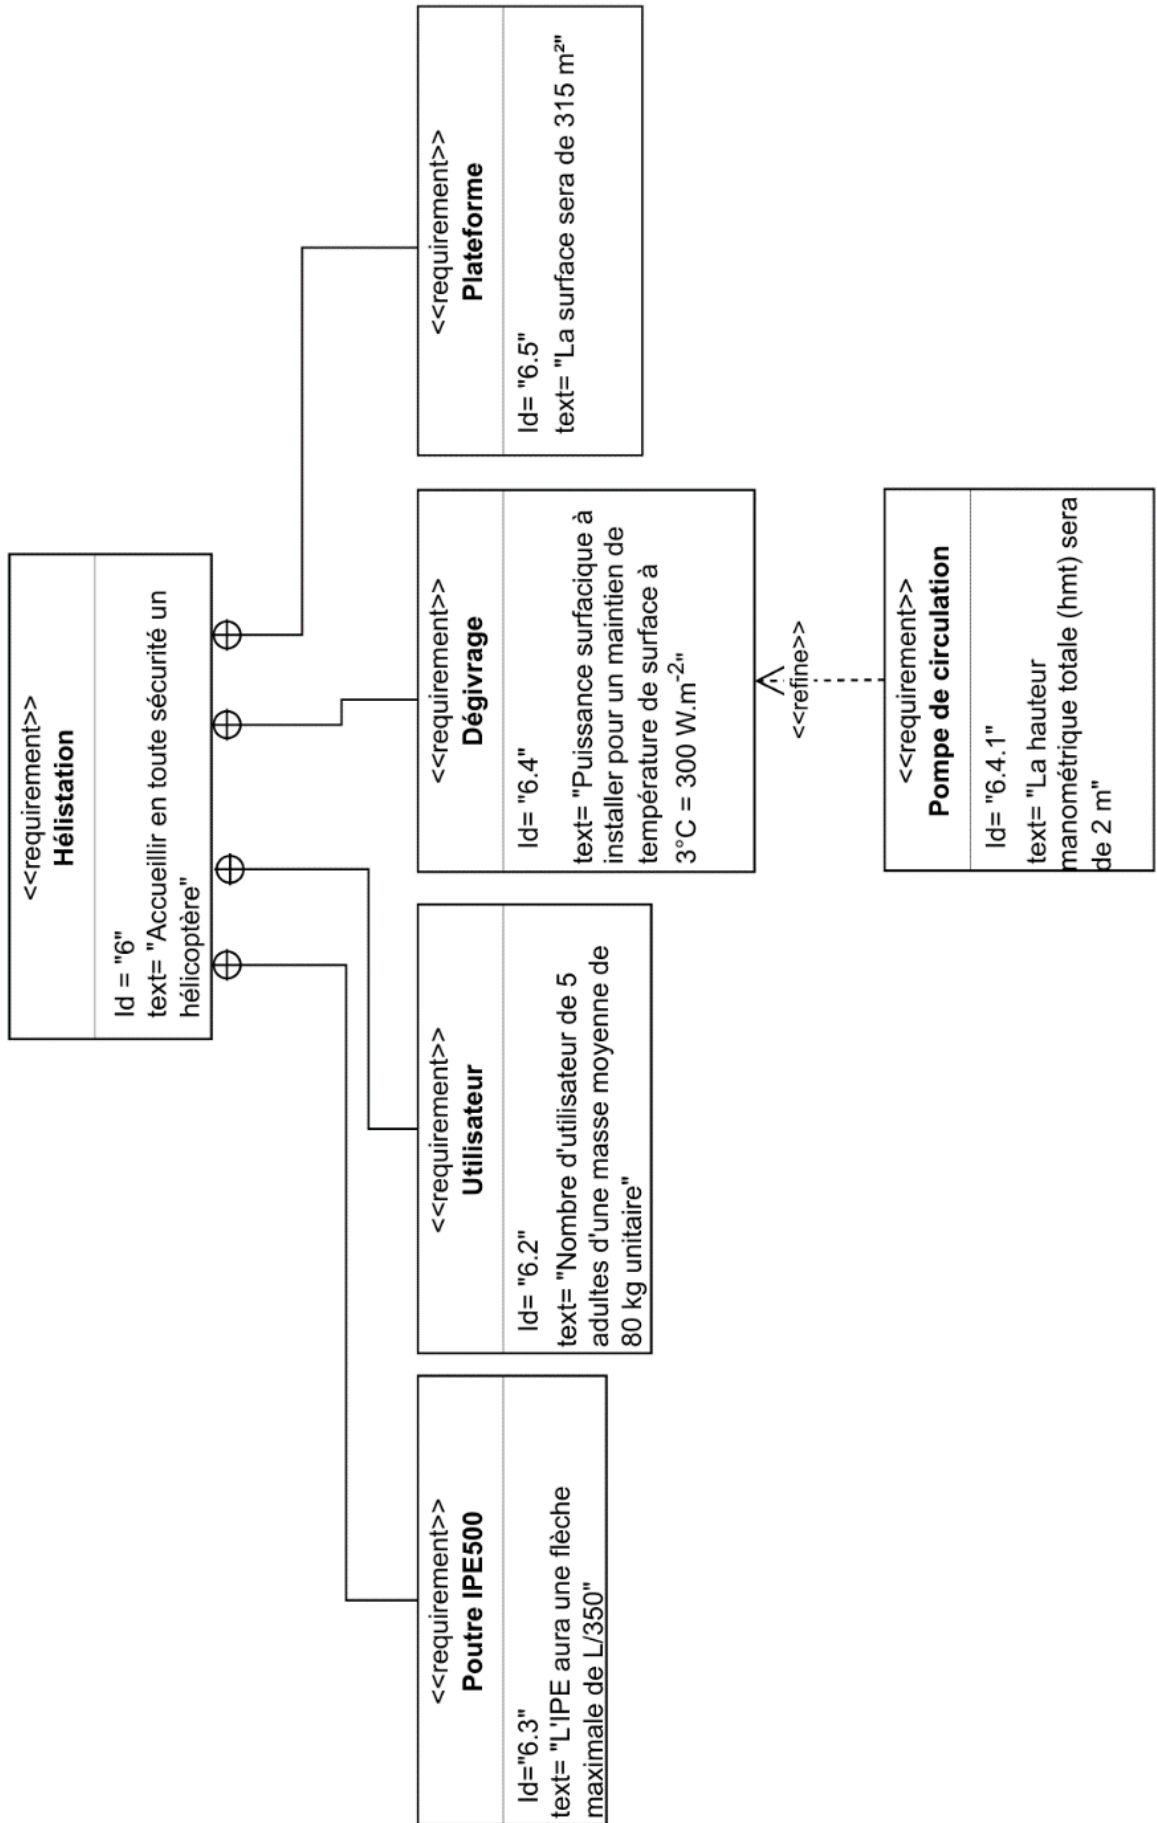 <<requirement>>
Hélistation
Id = "6"
text= "Accueillir en toute sécurité un
hélicoptère"
<<requirement>>
Poutre IPE500
Id="6.3"
text= "L'IPE aura une flèche
maximale de L/350"
<<requirement>>
Utilisateur
Id= "6.2"
text= "Nombre d'utilisateur de 5
adultes d'une masse moyenne de
80 kg unitaire"
<<requirement>>
Dégivrage
Id= "6.4"
text= "Puissance surfacique à
installer pour un maintien de
température de surface à
3°C = 300 W.m⁻²"
<<requirement>>
Plateforme
Id= "6.5"
text= "La surface sera de 315 m²"
<<refine>>
<<requirement>>
Pompe de circulation
Id= "6.4.1"
text= "La hauteur
manométrique totale (hmt) sera
de 2 m"